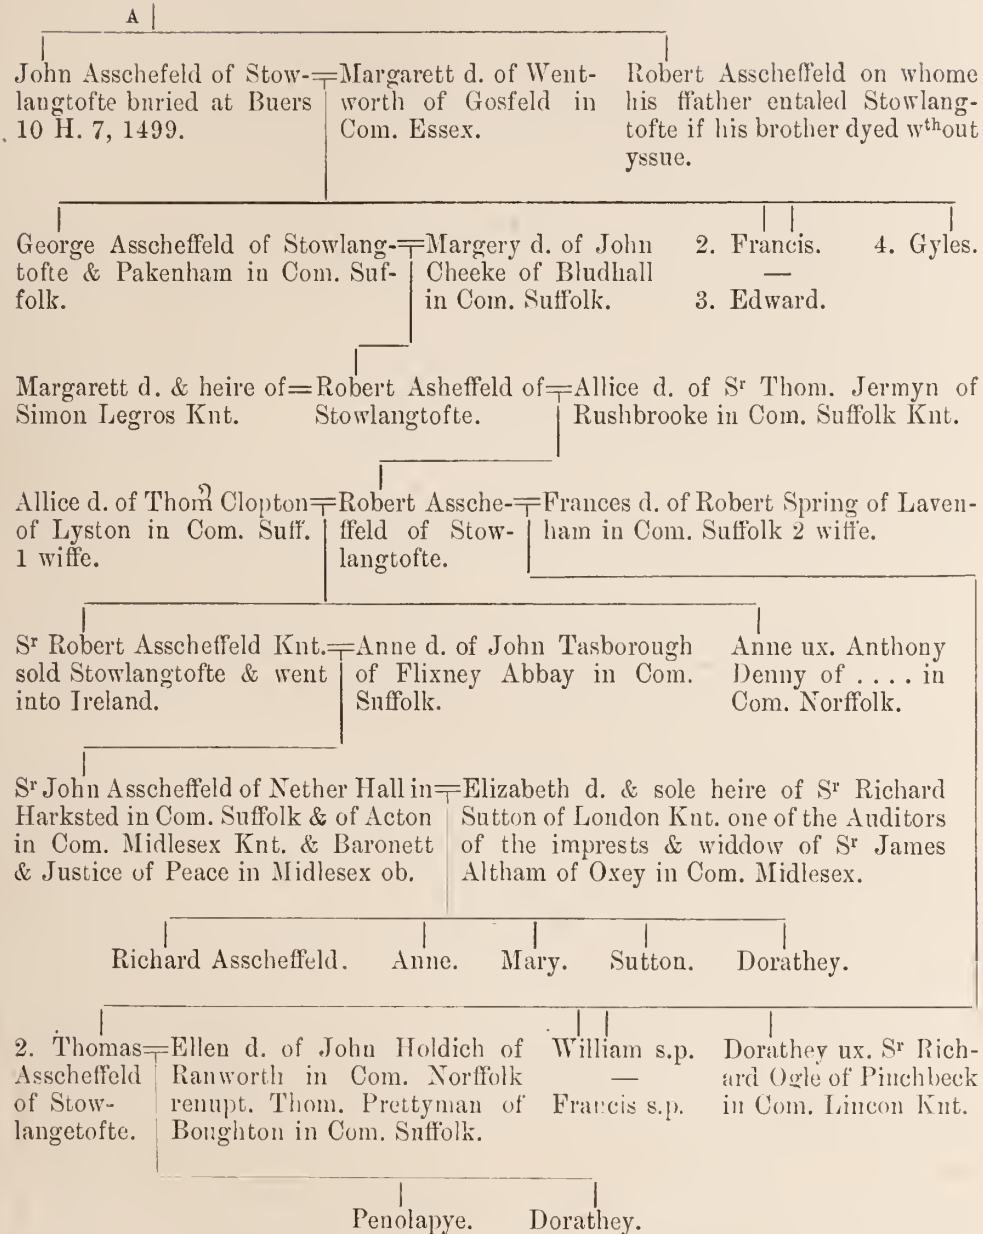 A
John Asschefeld of Stow-
langtofte buried at Buers
10 H. 7, 1499.
Margarett d. of Went-
worth of Gosfeld in
Com. Essex.
Robert Asscheffeld on whome
his ffather entaled Stowlang-
tofte if his brother dyed wᵗʰout
yssue.
George Asscheffeld of Stowlang-
tofte & Pakenham in Com. Suf-
folk.
Margery d. of John
Cheeke of Bludhall
in Com. Suffolk.
2. Francis.
—
3. Edward.
4. Gyles.
Margarett d. & heire of
Simon Legros Knt.
Robert Asheffeld of
Stowlangtofte.
Allice d. of Sʳ Thom. Jermyn of
Rushbrooke in Com. Suffolk Knt.
Allice d. of Thom Clopton
of Lyston in Com. Suff.
1 wiffe.
Robert Assche-
ffeld of Stow-
langtofte.
Frances d. of Robert Spring of Laven-
ham in Com. Suffolk 2 wiffe.
Sʳ Robert Asscheffeld Knt.
sold Stowlangtofte & went
into Ireland.
Anne d. of John Tasborough
of Flixney Abbay in Com.
Suffolk.
Anne ux. Anthony
Denny of . . . . in
Com. Norffolk.
Sʳ John Asscheffeld of Nether Hall in
Harksted in Com. Suffolk & of Acton
in Com. Midlesex Knt. & Baronett
& Justice of Peace in Midlesex ob.
Elizabeth d. & sole heire of Sʳ Richard
Sutton of London Knt. one of the Auditors
of the imprests & widdow of Sʳ James
Altham of Oxey in Com. Midlesex.
Richard Asscheffeld.
Anne.
Mary.
Sutton.
Dorathey.
2. Thomas
Asscheffeld
of Stow-
langetofte.
Ellen d. of John Holdich of
Ranworth in Com. Norffolk
renupt. Thom. Prettyman of
Boughton in Com. Suffolk.
William s.p.
—
Francis s.p.
Dorathey ux. Sʳ Rich-
ard Ogle of Pinchbeck
in Com. Lincon Knt.
Penolapye.
Dorathey.